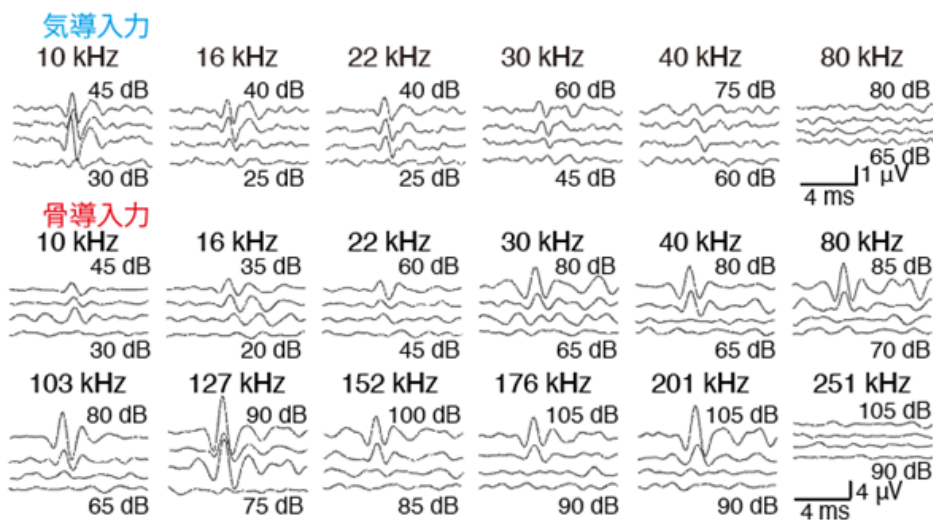 気導入力
10 kHz 16 kHz 22 kHz 30 kHz 40 kHz 80 kHz
45 dB 40 dB 40 dB 60 dB 75 dB 80 dB
30 dB 25 dB 25 dB 45 dB 60 dB 65 dB
1 μV
4 ms
骨導入力
10 kHz 16 kHz 22 kHz 30 kHz 40 kHz 80 kHz
45 dB 35 dB 60 dB 80 dB 80 dB 85 dB
30 dB 20 dB 45 dB 65 dB 65 dB 70 dB
103 kHz 127 kHz 152 kHz 176 kHz 201 kHz 251 kHz
80 dB 90 dB 100 dB 105 dB 105 dB 105 dB
65 dB 75 dB 85 dB 90 dB 90 dB 90 dB
4 μV
4 ms